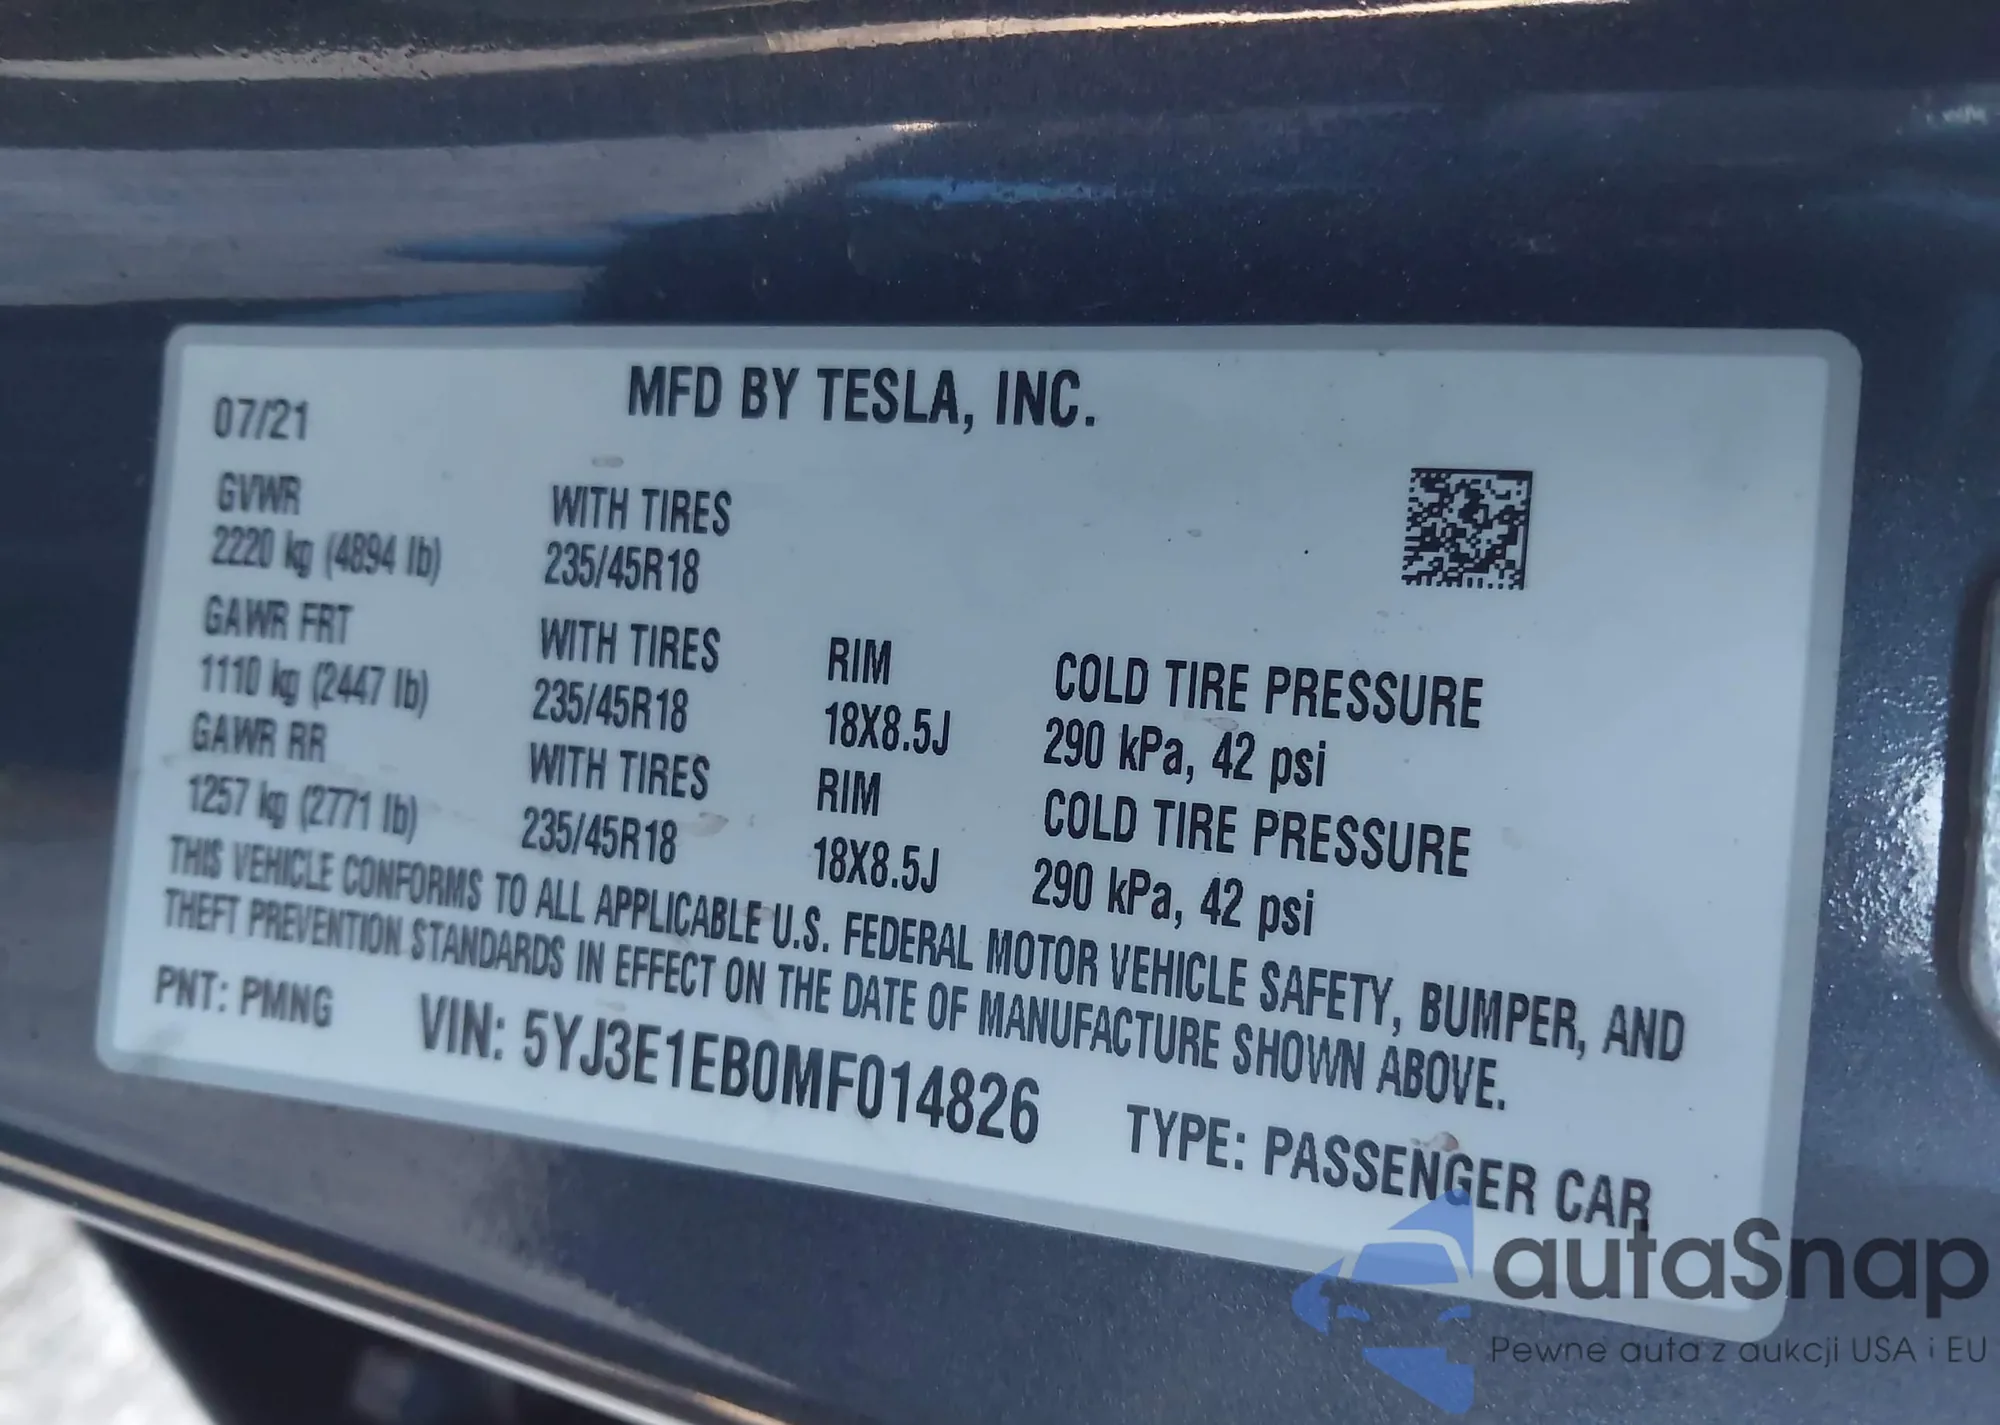 MFD BY TESLA, INC.
07/21
GVWR WITH TIRES
2220 kg (4894 lb) 235/45R18
GAWR FRT WITH TIRES RIM COLD TIRE PRESSURE
1110 kg (2447 lb) 235/45R18 18X8.5J 290 kPa, 42 psi
GAWR RR WITH TIRES RIM COLD TIRE PRESSURE
1257 kg (2771 lb) 235/45R18 18X8.5J 290 kPa, 42 psi
THIS VEHICLE CONFORMS TO ALL APPLICABLE U.S. FEDERAL MOTOR VEHICLE SAFETY, BUMPER, AND
THEFT PREVENTION STANDARDS IN EFFECT ON THE DATE OF MANUFACTURE SHOWN ABOVE.
PNT: PMNG VIN: 5YJ3E1EB0MF014826 TYPE: PASSENGER CAR
autaSnap
Pewne auta z aukcji USA i EU